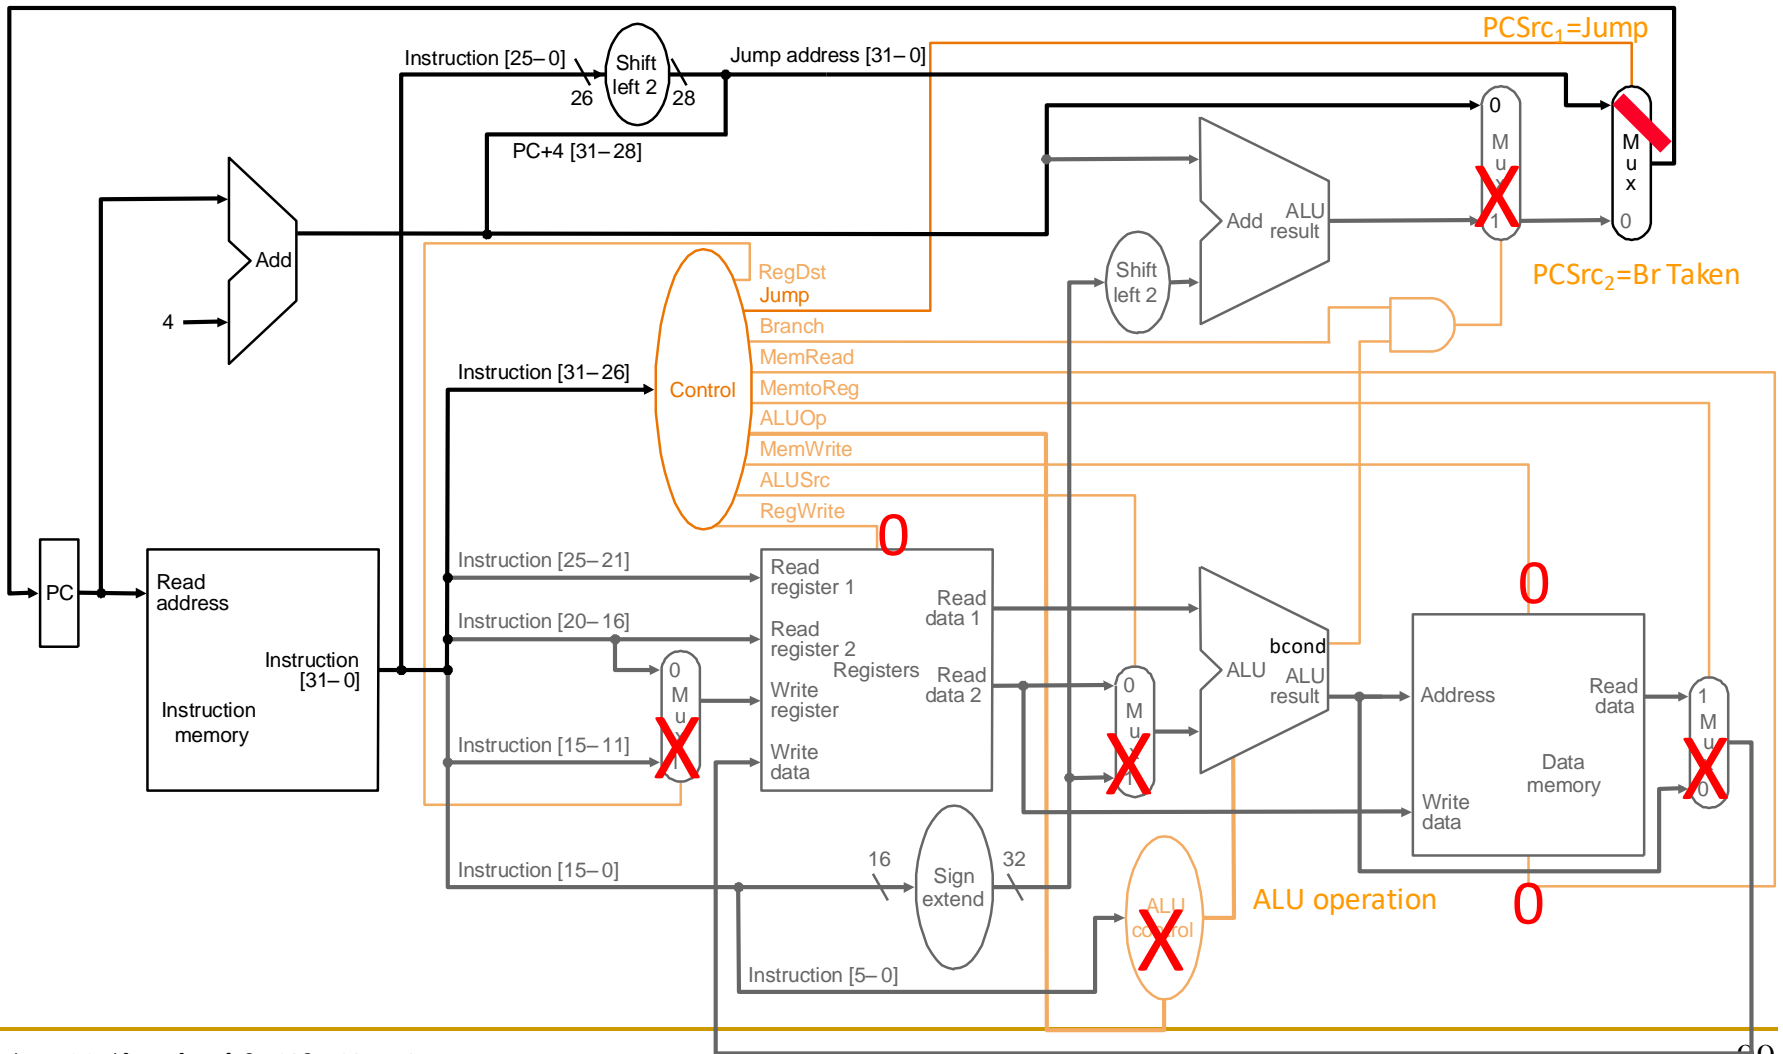 PCSrc1=Jump
Instruction [25–0]
Shift
left 2
Jump address [31–0]
26
28
0
M
u
M
u
x
PC+4 [31–28]
X
1
0
Add
ALU
result
Add
4
Shift
left 2
PCSrc2=Br Taken
RegDst
Jump
Branch
MemRead
MemtoReg
ALUOp
MemWrite
ALUSrc
RegWrite
Instruction [31–26]
Control
0
PC
Read
address
Instruction
[31–0]
Instruction
memory
Instruction [25–21]
Instruction [20–16]
Instruction [15–11]
Instruction [15–0]
Instruction [5–0]
0
M
u
X
Read
register 1
Read
register 2
Registers
Write
register
Write
data
Read
data 1
Read
data 2
0
M
u
X
bcond
ALU
ALU
result
0
Address
Read
data
Data
memory
Write
data
1
M
u
X
0
16
Sign
extend
32
ALU
control
X
ALU operation
0